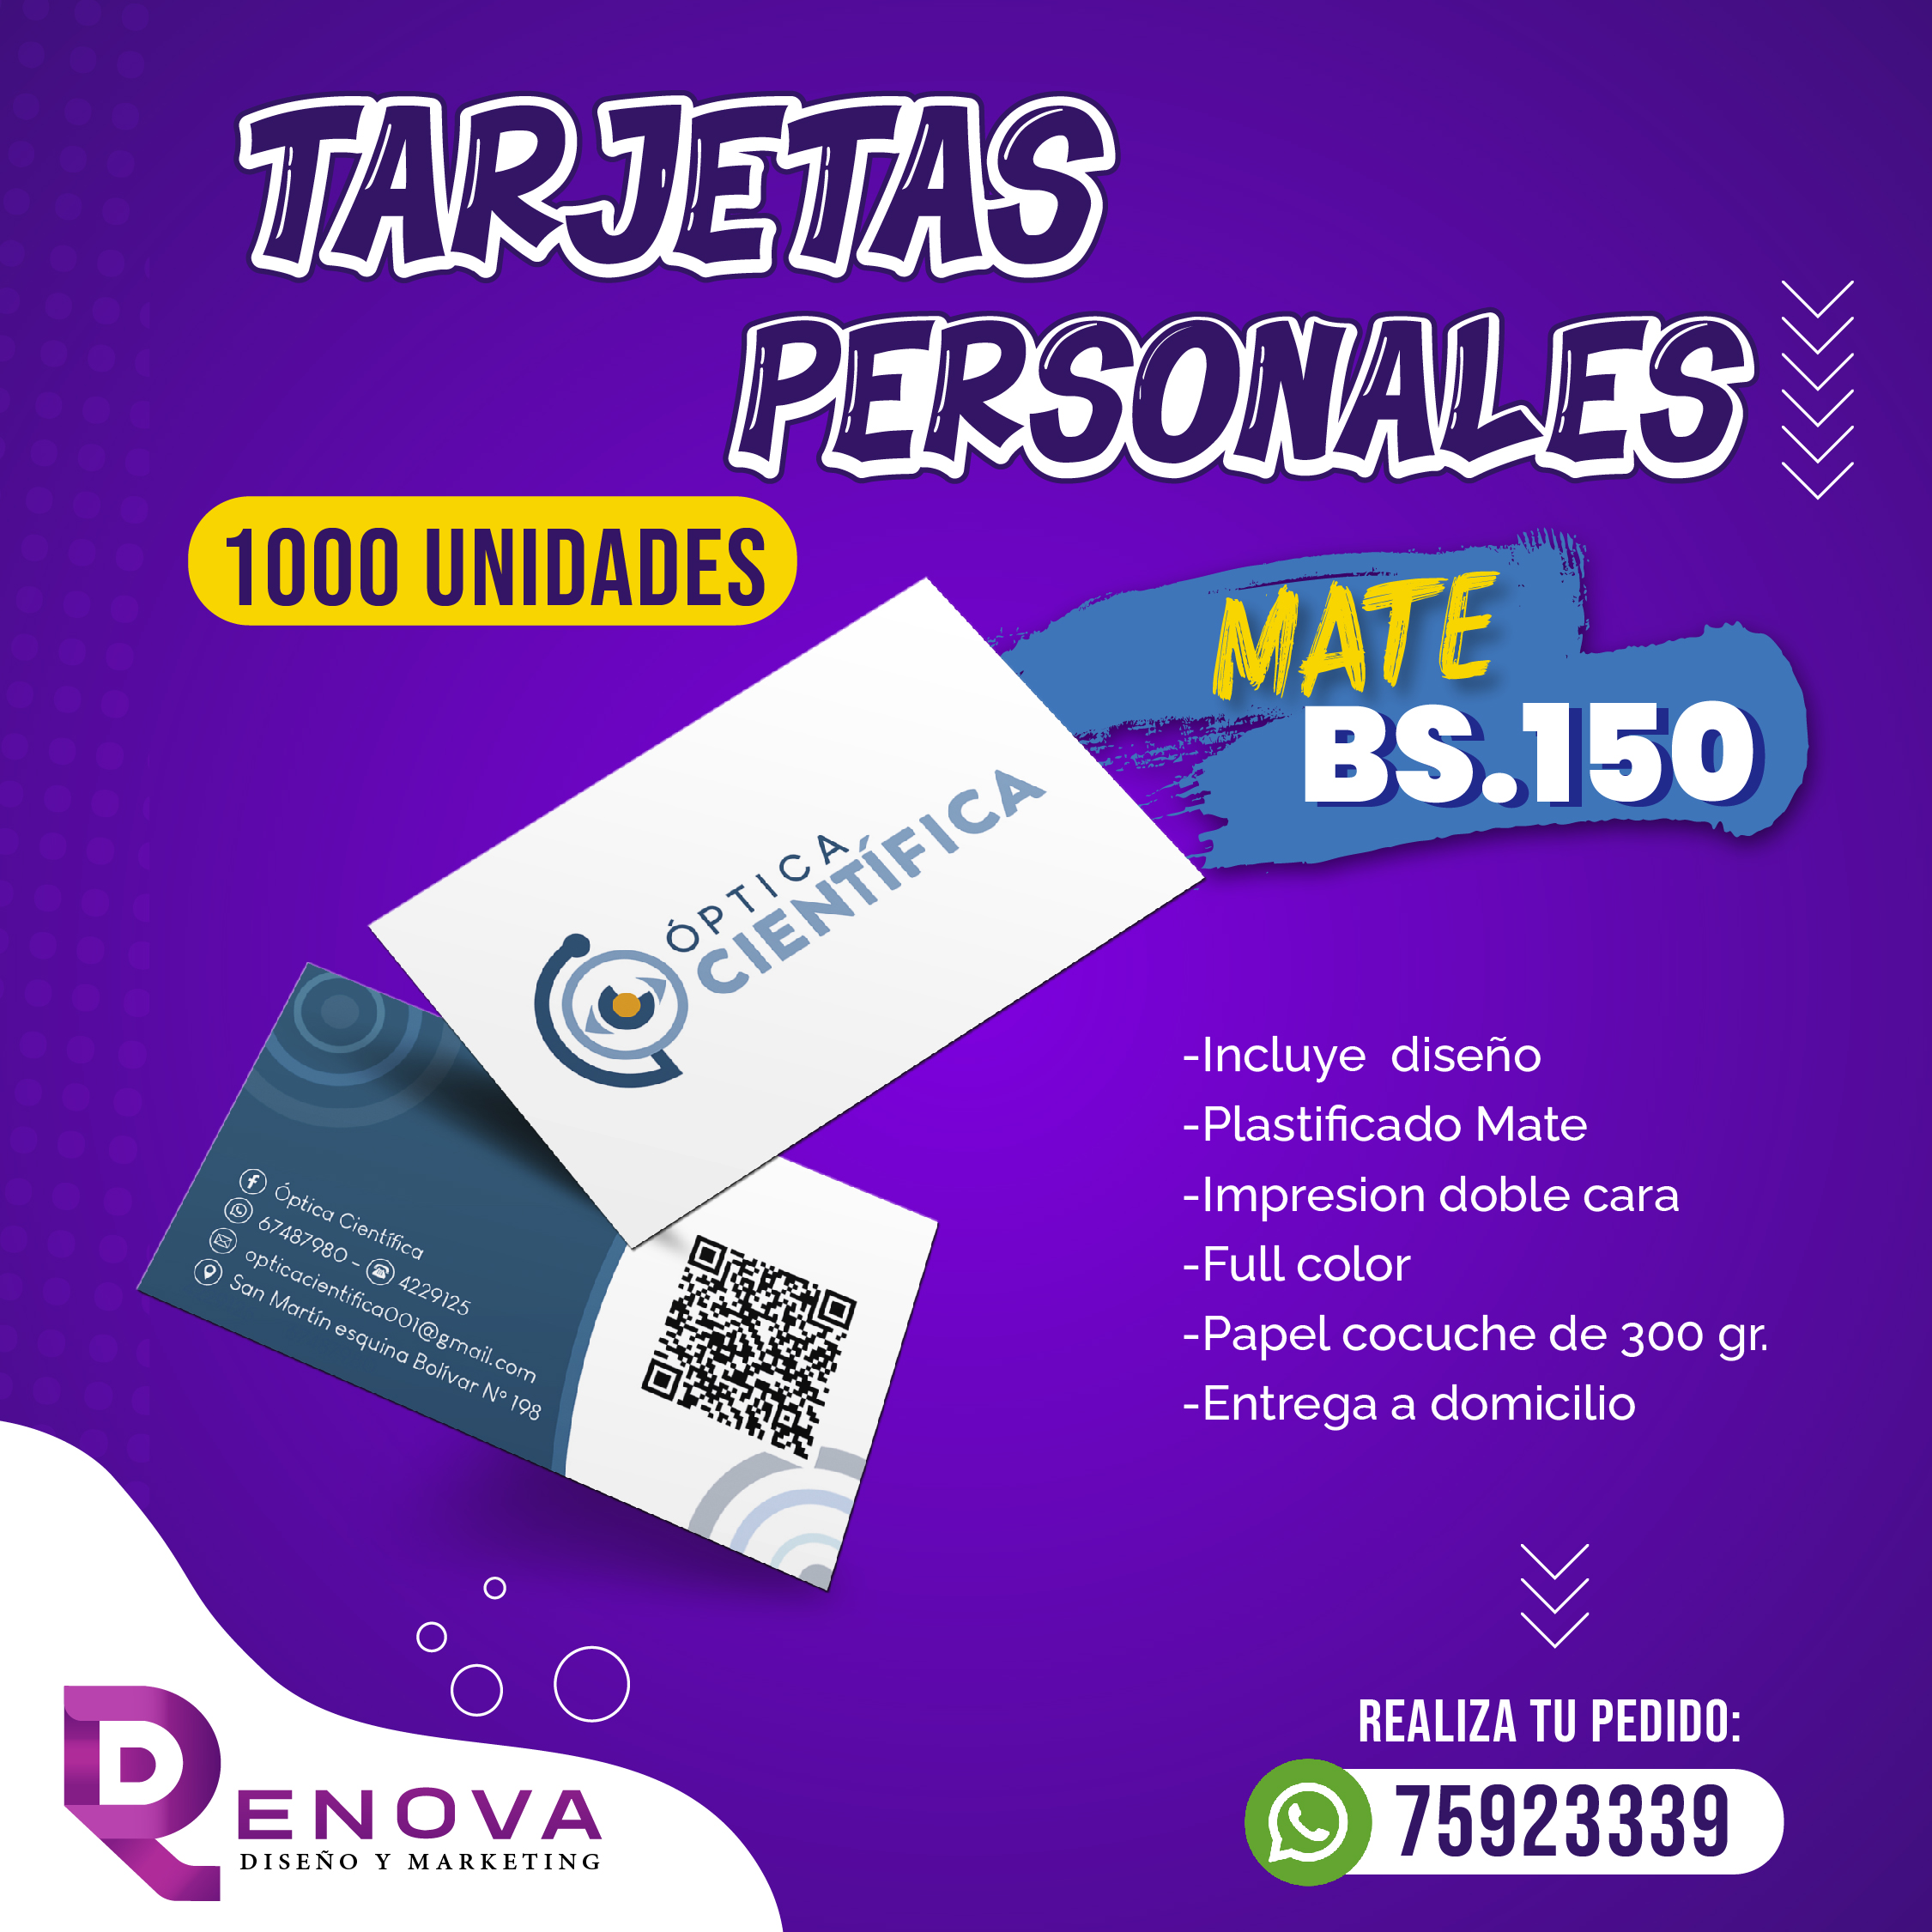 TARJETAS
PERSONALES
1000 UNIDADES
MATE
BS.150
ÓPTICA
CIENTÍFICA
Óptica Científica
67487980 - 4229125
opticacientifica001@gmail.com
San Martín esquina Bolívar Nº 198
-Incluye diseño
-Plastificado Mate
-Impresion doble cara
-Full color
-Papel cocuche de 300 gr.
-Entrega a domicilio
REALIZA TU PEDIDO:
75923339
RENOVA
DISEÑO Y MARKETING